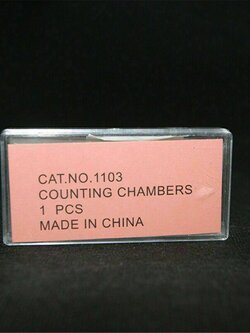 CAT.NO.1103
COUNTING CHAMBERS
1 PCS
MADE IN CHINA